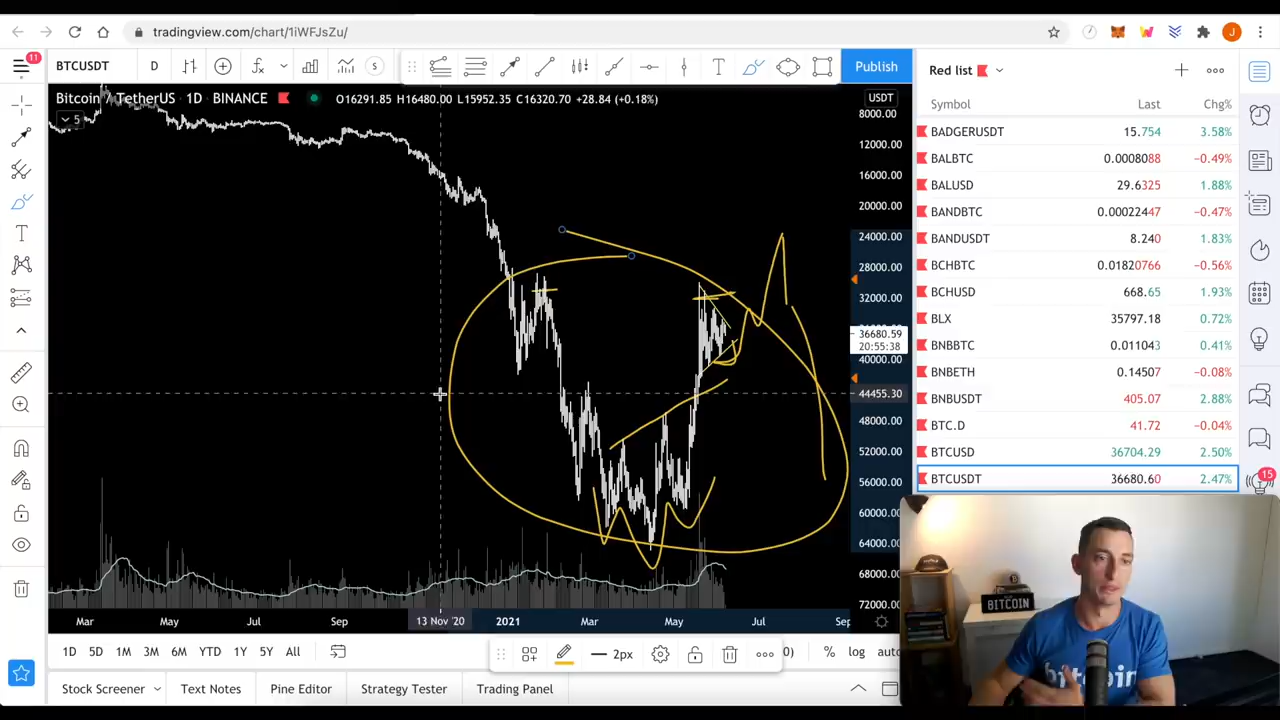 tradingview.com/chart/1iWFJsZu/
J
11
BTCUSDT D S Publish
Red list
Bitcoin / TetherUS · 1D · BINANCE O16291.85 H16480.00 L15952.35 C16320.70 +28.84 (+0.18%)
USDT
5
Symbol Last Chg%
BADGERUSDT 15.754 3.58%
BALBTC 0.0008088 −0.49%
BALUSD 29.6325 1.88%
BANDBTC 0.00022447 −0.47%
BANDUSDT 8.240 1.83%
BCHBTC 0.01820766 −0.56%
BCHUSD 668.65 1.93%
BLX 35797.18 0.72%
BNBBTC 0.011043 0.41%
BNBETH 0.14507 −0.08%
BNBUSDT 405.07 2.88%
BTC.D 41.72 −0.04%
BTCUSD 36704.29 2.50%
BTCUSDT 36680.60 2.47%
15
8000.00
12000.00
16000.00
20000.00
24000.00
28000.00
32000.00
36680.59
20:55:38
40000.00
44455.30
48000.00
52000.00
56000.00
60000.00
64000.00
68000.00
72000.00
Mar May Jul Sep 13 Nov '20 2021 Mar May Jul Sep
1D 5D 1M 3M 6M YTD 1Y 5Y All % log auto
2px
Stock Screener Text Notes Pine Editor Strategy Tester Trading Panel
BITCOIN
bitcoin